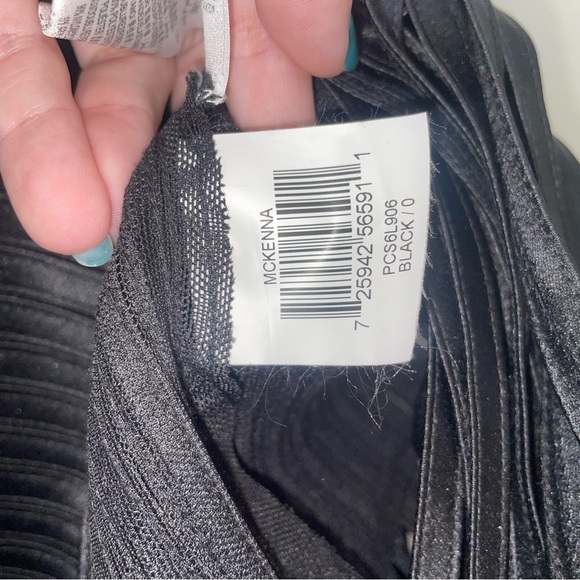 MCKENNA
7 25942 56591 1
PCS6L906
BLACK / 0